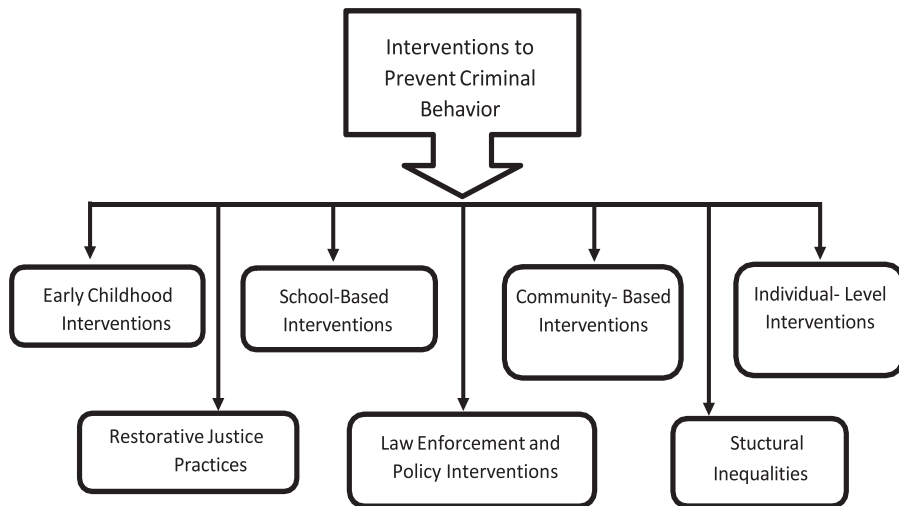 Interventions to
Prevent Criminal
Behavior
Early Childhood
Interventions
School-Based
Interventions
Community- Based
Interventions
Individual- Level
Interventions
Restorative Justice
Practices
Law Enforcement and
Policy Interventions
Stuctural
Inequalities